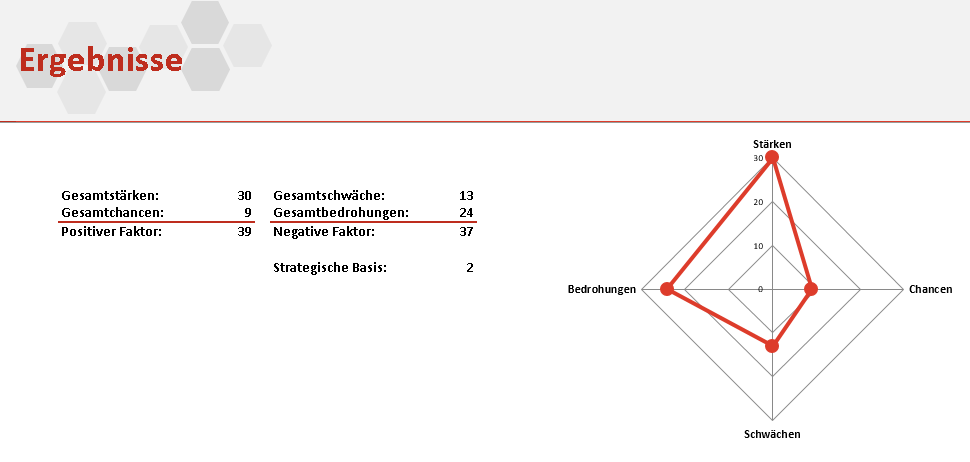 Ergebnisse
Gesamtstärken: 30
Gesamtchancen: 9
Positiver Faktor: 39
Gesamtschwäche: 13
Gesamtbedrohungen: 24
Negative Faktor: 37
Strategische Basis: 2
Stärken
30
20
10
0
Bedrohungen
Chancen
Schwächen